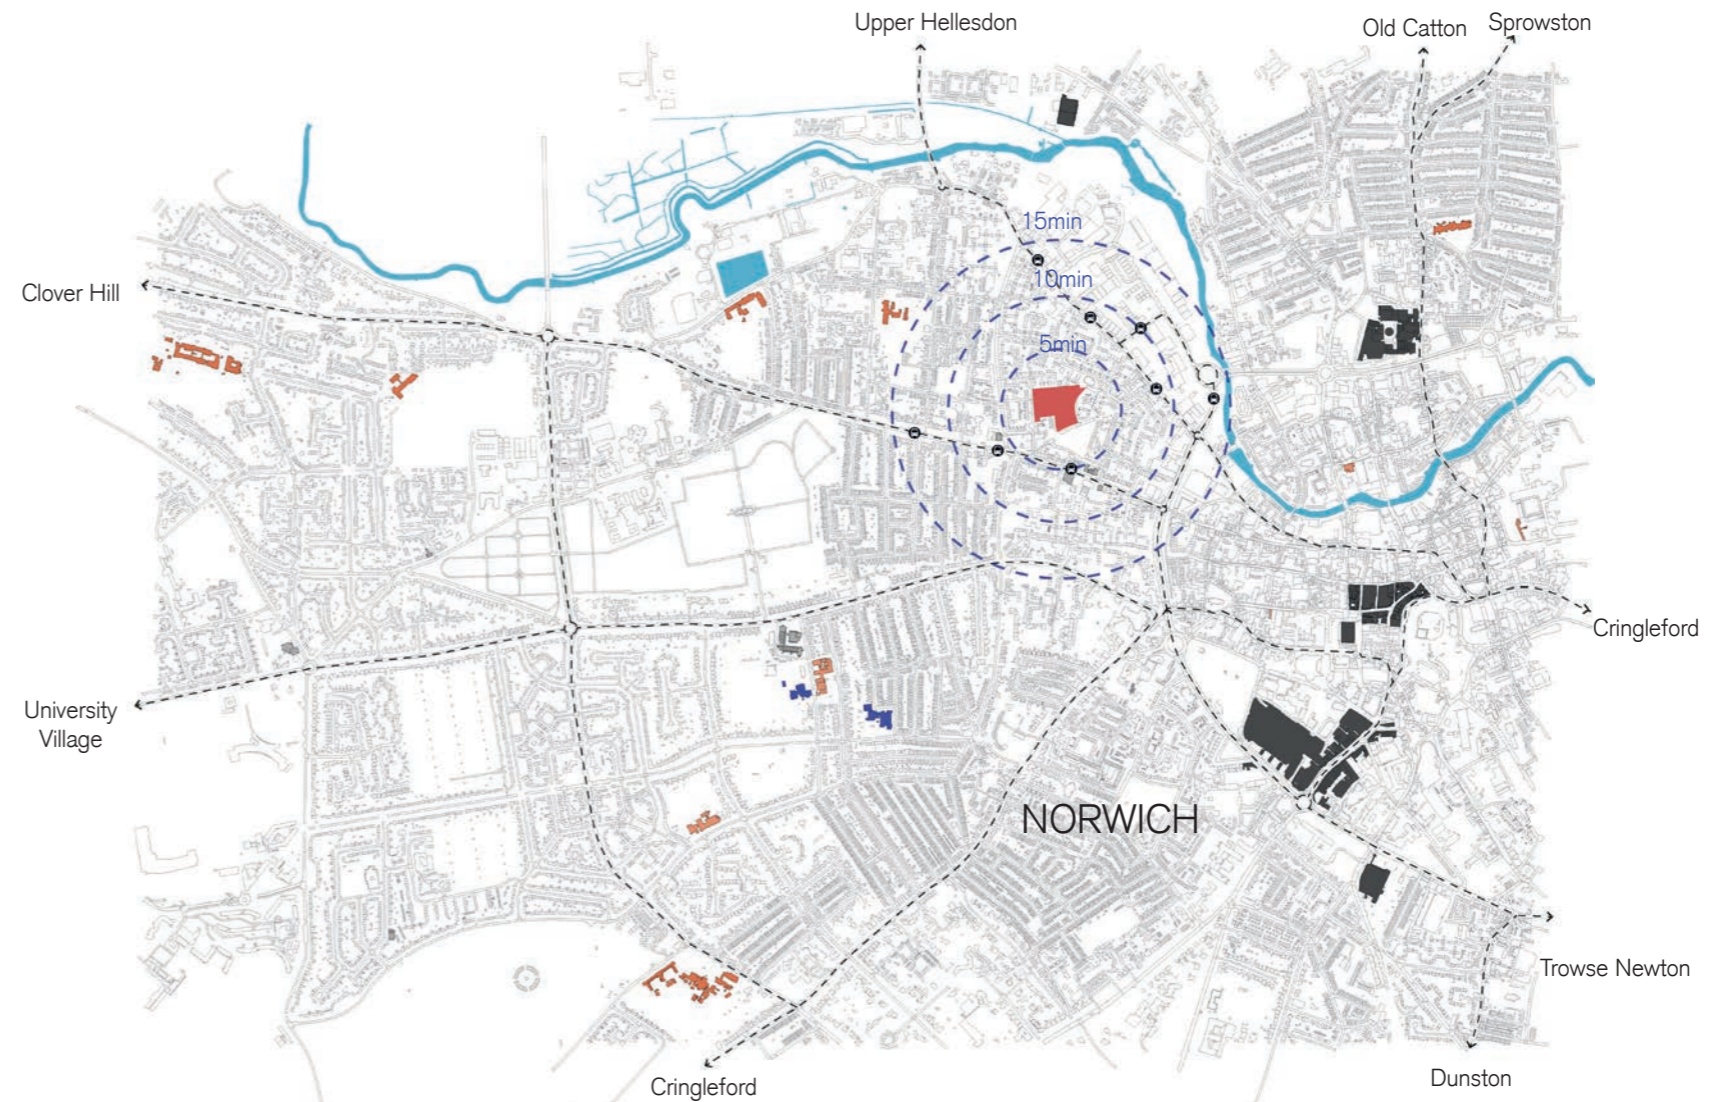 Upper Hellesdon
Old Catton
Sprowston
15min
10min
5min
Clover Hill
University
Village
Cringleford
NORWICH
Trowse Newton
Dunston
Cringleford